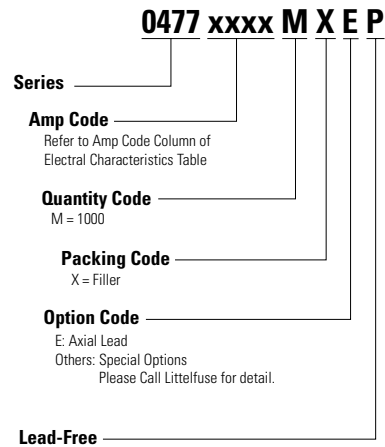 0477 xxxx M X E P
Series
Amp Code
Refer to Amp Code Column of
Electral Characteristics Table
Quantity Code
M = 1000
Packing Code
X = Filler
Option Code
E: Axial Lead
Others: Special Options
Please Call Littelfuse for detail.
Lead-Free